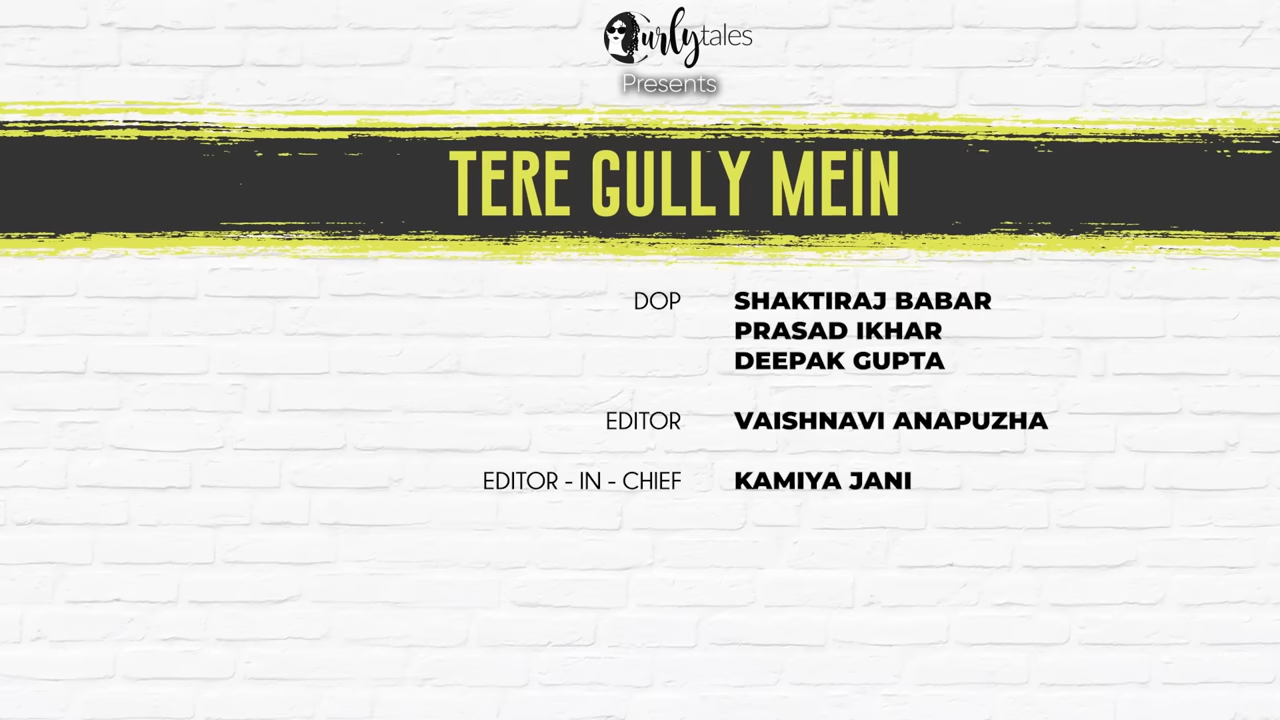 Curlytales
Presents
TERE GULLY MEIN
DOP SHAKTIRAJ BABAR
PRASAD IKHAR
DEEPAK GUPTA
EDITOR VAISHNAVI ANAPUZHA
EDITOR - IN - CHIEF KAMIYA JANI